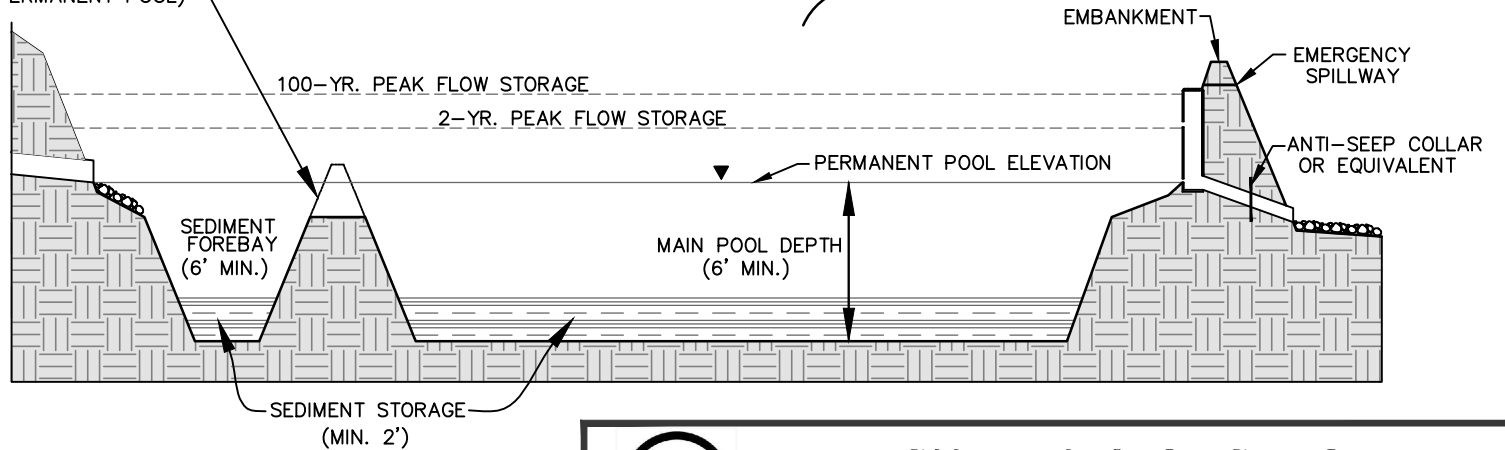 EMBANKMENT
EMERGENCY
SPILLWAY
100-YR. PEAK FLOW STORAGE
2-YR. PEAK FLOW STORAGE
ANTI-SEEP COLLAR
OR EQUIVALENT
PERMANENT POOL ELEVATION
SEDIMENT
FOREBAY
(6' MIN.)
MAIN POOL DEPTH
(6' MIN.)
SEDIMENT STORAGE
(MIN. 2')